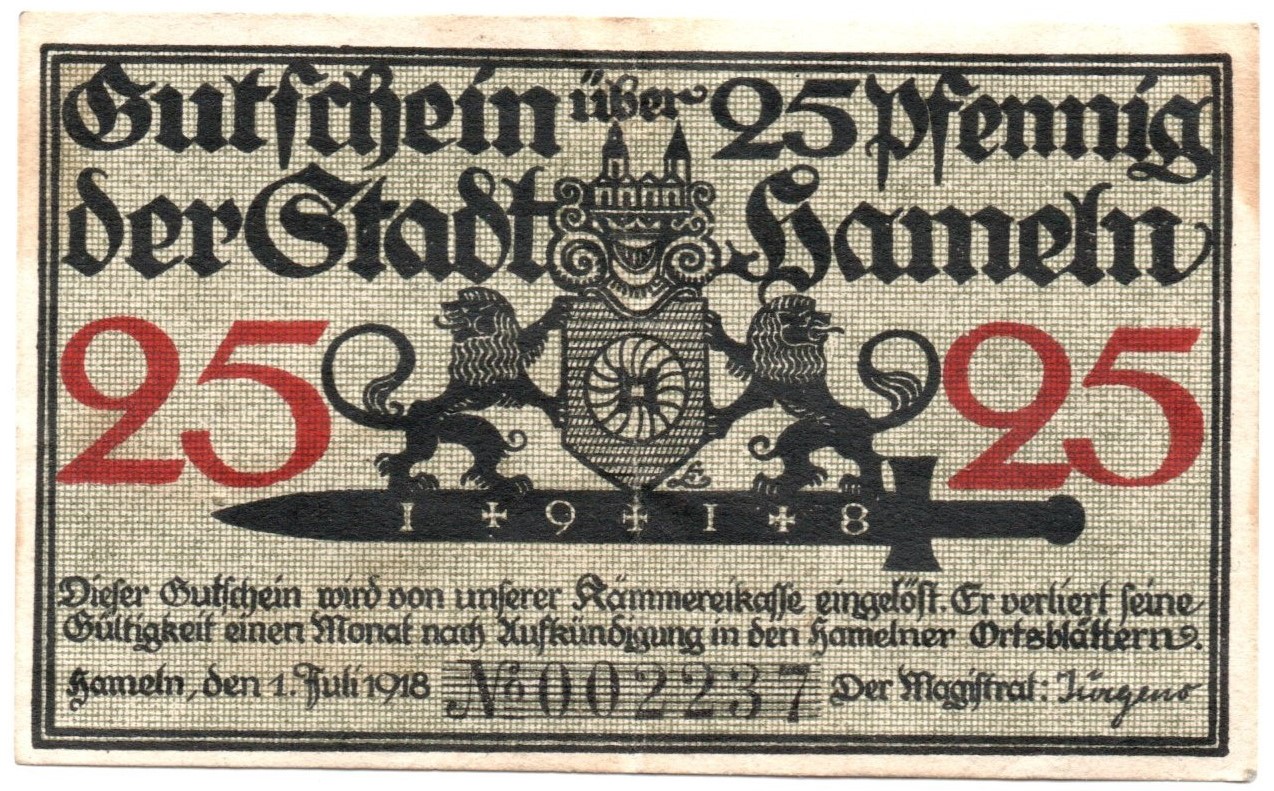 Gutschein über 25 Pfennig
der Stadt Hameln
25 25
1 + 9 + 1 + 8
Dieser Gutschein wird von unserer Kämmereikasse eingelöst. Er verliert seine
Gültigkeit einen Monat nach Aufkündigung in den Hamelner Ortsblättern.
Hameln, den 1. Juli 1918 No 002237 Der Magistrat: Jürgens